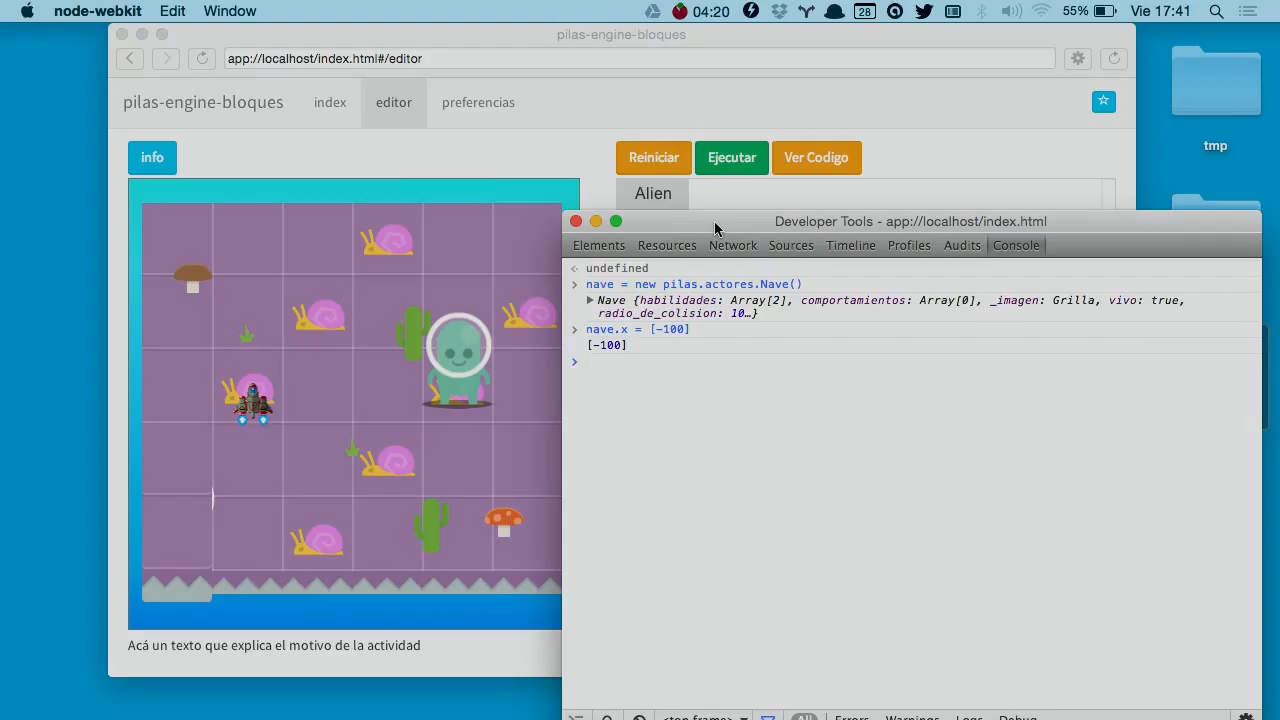 node-webkit Edit Window 04:20 28 55% Vie 17:41
pilas-engine-bloques
app://localhost/index.html#/editor
pilas-engine-bloques index editor preferencias
info
Reiniciar Ejecutar Ver Codigo
tmp
Alien
Developer Tools - app://localhost/index.html
Elements Resources Network Sources Timeline Profiles Audits Console
undefined
nave = new pilas.actores.Nave()
Nave {habilidades: Array[2], comportamientos: Array[0], _imagen: Grilla, vivo: true,
radio_de_colision: 10…}
nave.x = [-100]
[-100]
Acá un texto que explica el motivo de la actividad
<top frame> All Errors Warnings Logs Debug